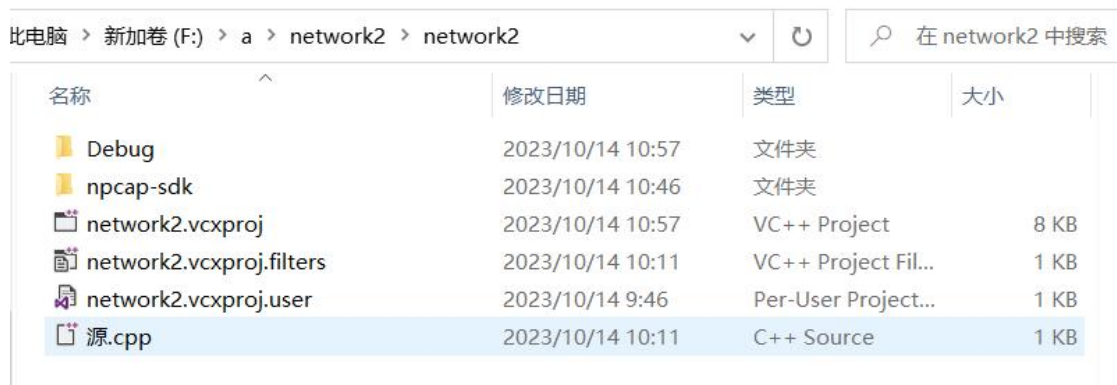 此电脑 > 新加卷 (F:) > a > network2 > network2 在 network2 中搜索
名称 修改日期 类型 大小
Debug 2023/10/14 10:57 文件夹
npcap-sdk 2023/10/14 10:46 文件夹
network2.vcxproj 2023/10/14 10:57 VC++ Project 8 KB
network2.vcxproj.filters 2023/10/14 10:11 VC++ Project Fil... 1 KB
network2.vcxproj.user 2023/10/14 9:46 Per-User Project... 1 KB
源.cpp 2023/10/14 10:11 C++ Source 1 KB